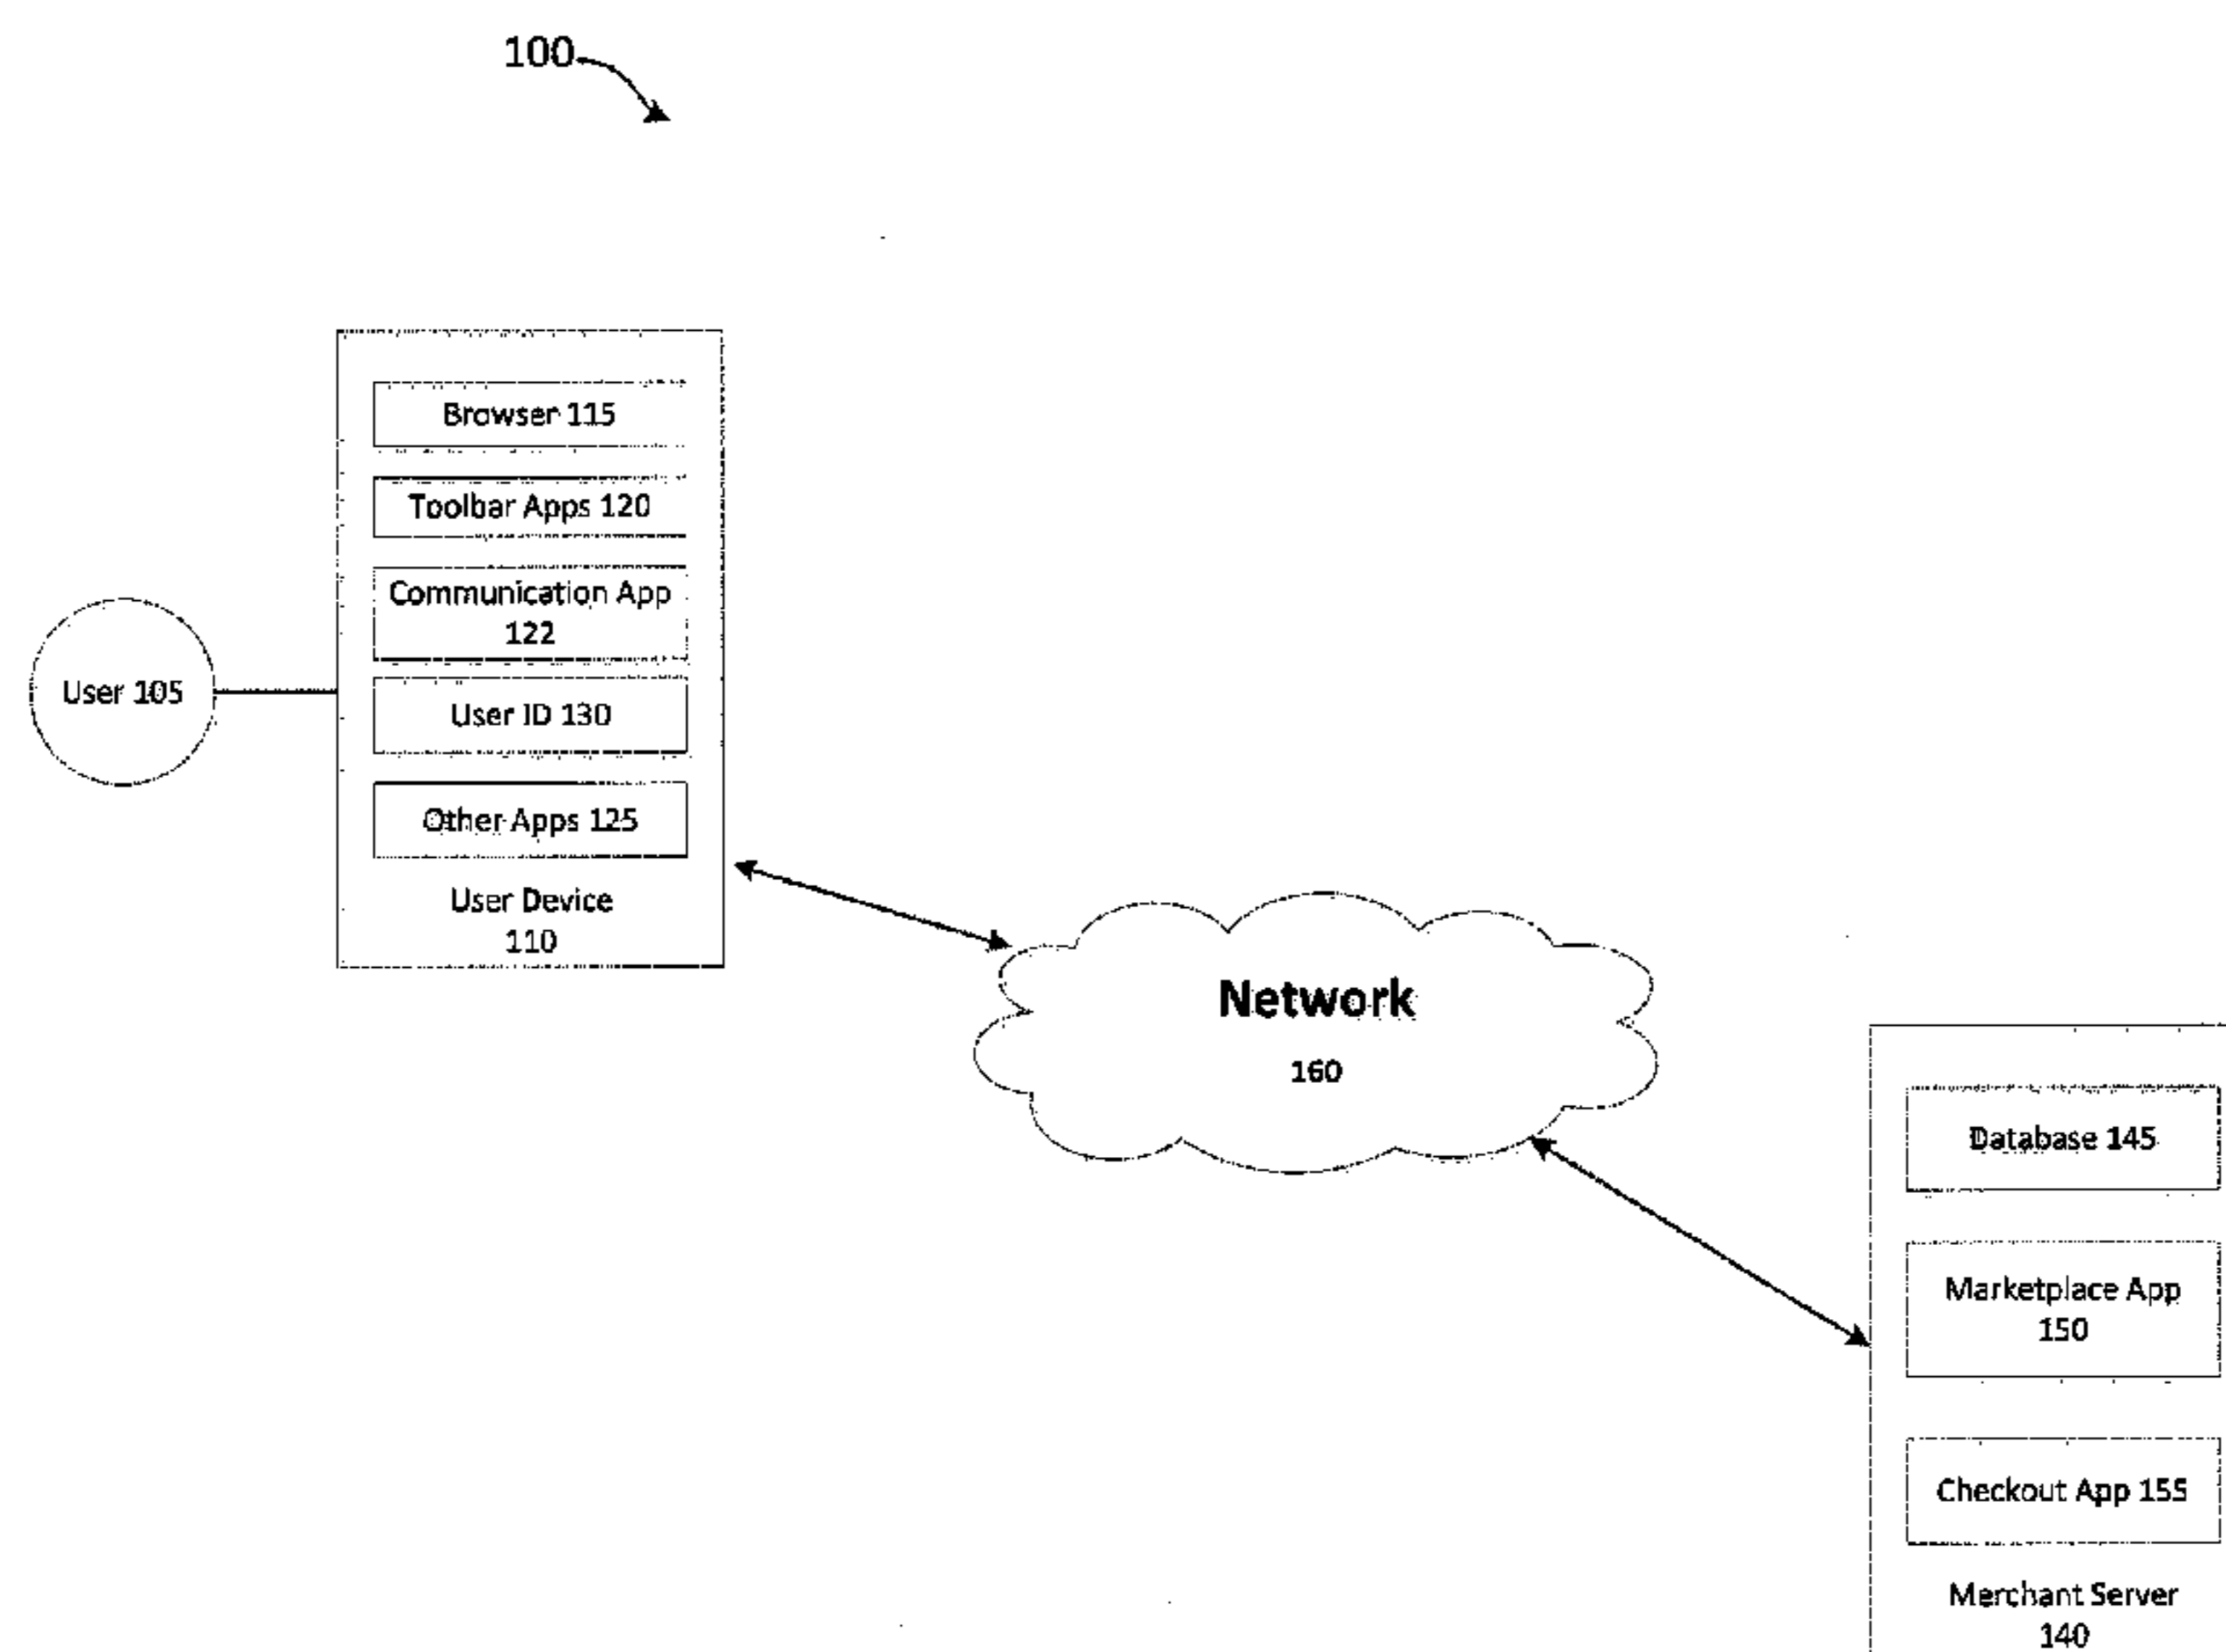 100
Browser 115
Toolbar Apps 120
Communication App
122
User 105
User ID 130
Other Apps 125
User Device
110
Network
160
Database 145
Marketplace App
150
Checkout App 155
Merchant Server
140